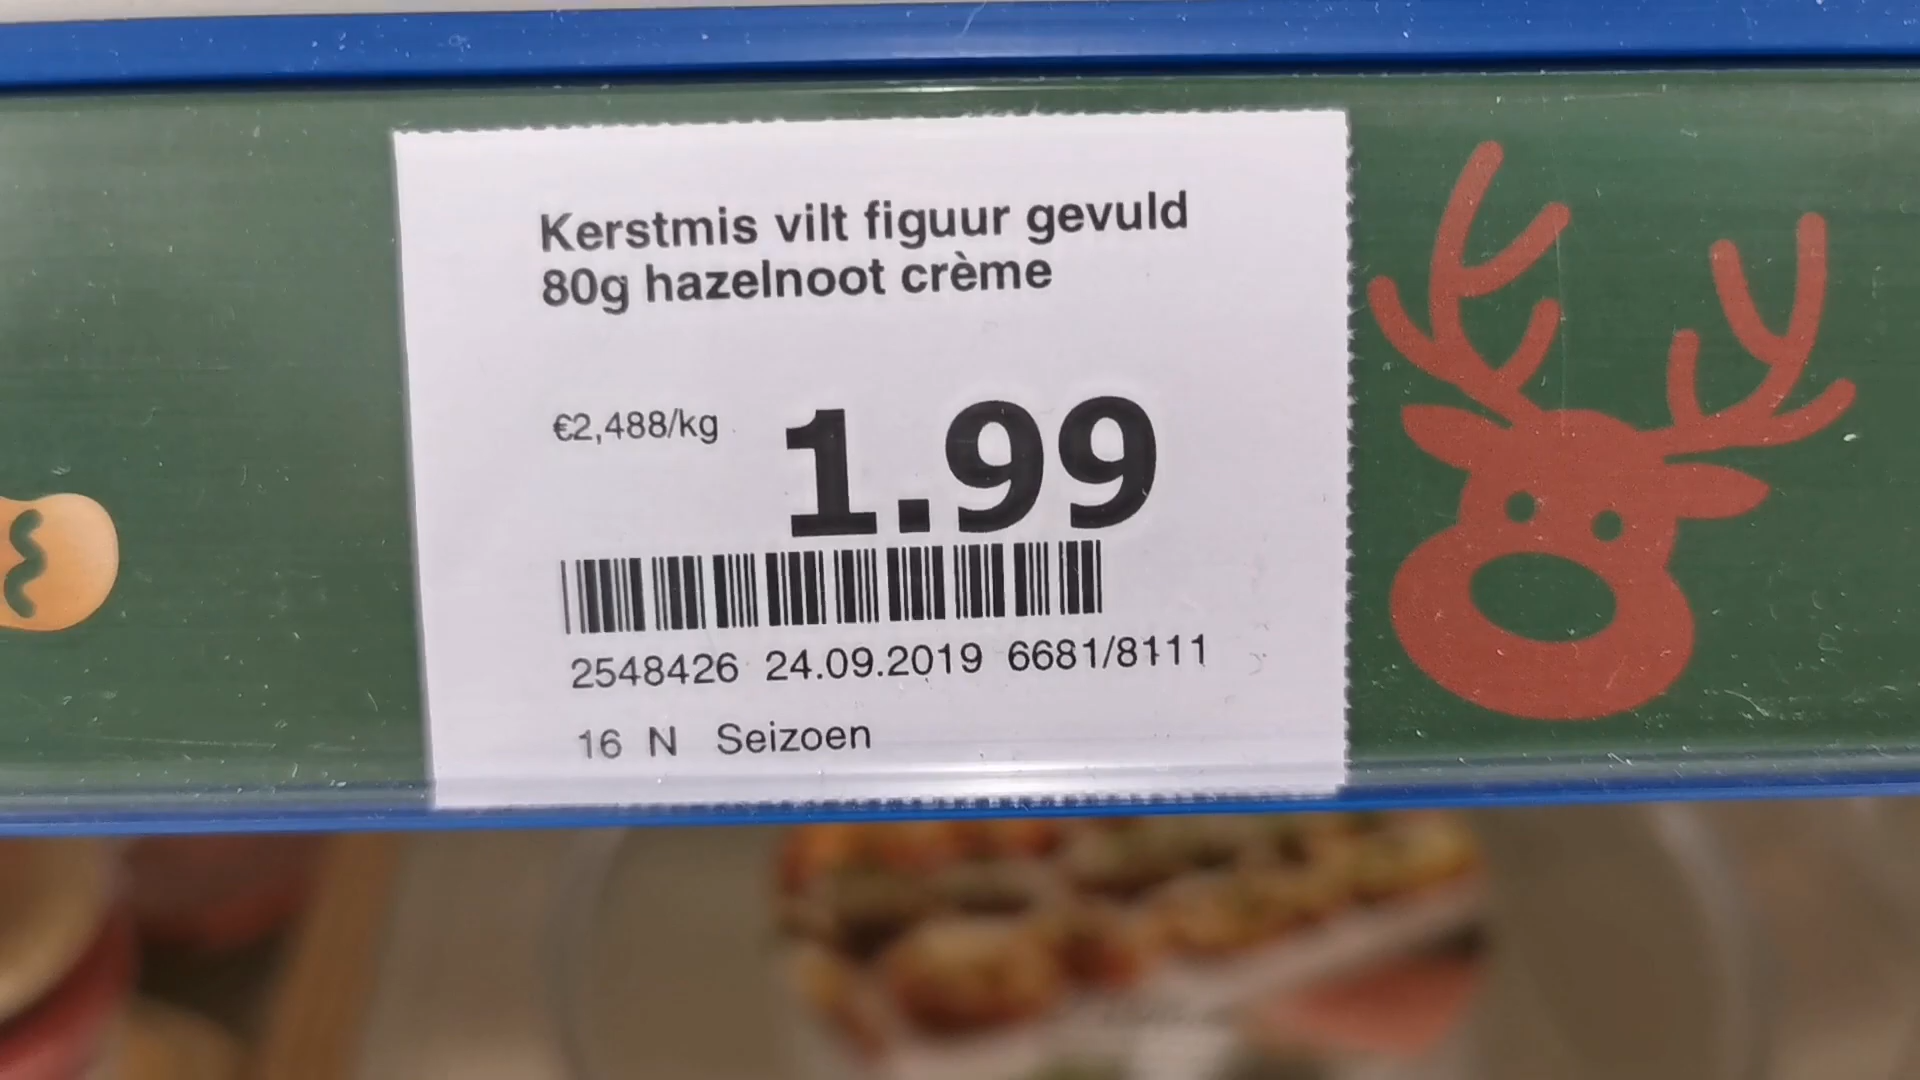 Kerstmis vilt figuur gevuld
80g hazelnoot crème
€2,488/kg 1.99
2548426 24.09.2019 6681/8111
16 N Seizoen